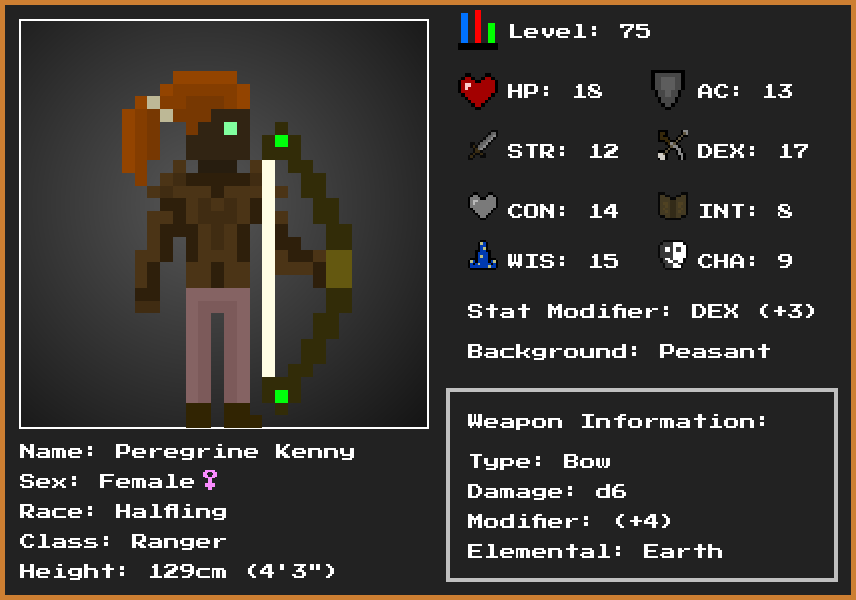 Level: 75
HP: 18 AC: 13
STR: 12 DEX: 17
CON: 14 INT: 8
WIS: 15 CHA: 9
Stat Modifier: DEX (+3)
Background: Peasant
Name: Peregrine Kenny
Sex: Female♀
Race: Halfling
Class: Ranger
Height: 129cm (4'3")
Weapon Information:
Type: Bow
Damage: d6
Modifier: (+4)
Elemental: Earth